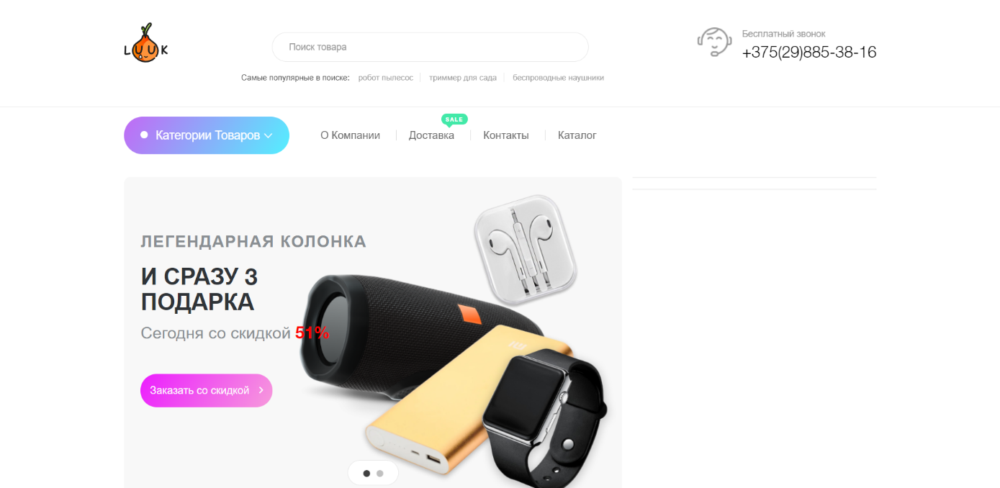 LUUK
Поиск товара
Самые популярные в поиске: робот пылесос триммер для сада беспроводные наушники
Бесплатный звонок
+375(29)885-38-16
SALE
Категории Товаров
О Компании Доставка Контакты Каталог
ЛЕГЕНДАРНАЯ КОЛОНКА
И СРАЗУ 3
ПОДАРКА
Сегодня со скидкой 51%
Заказать со скидкой